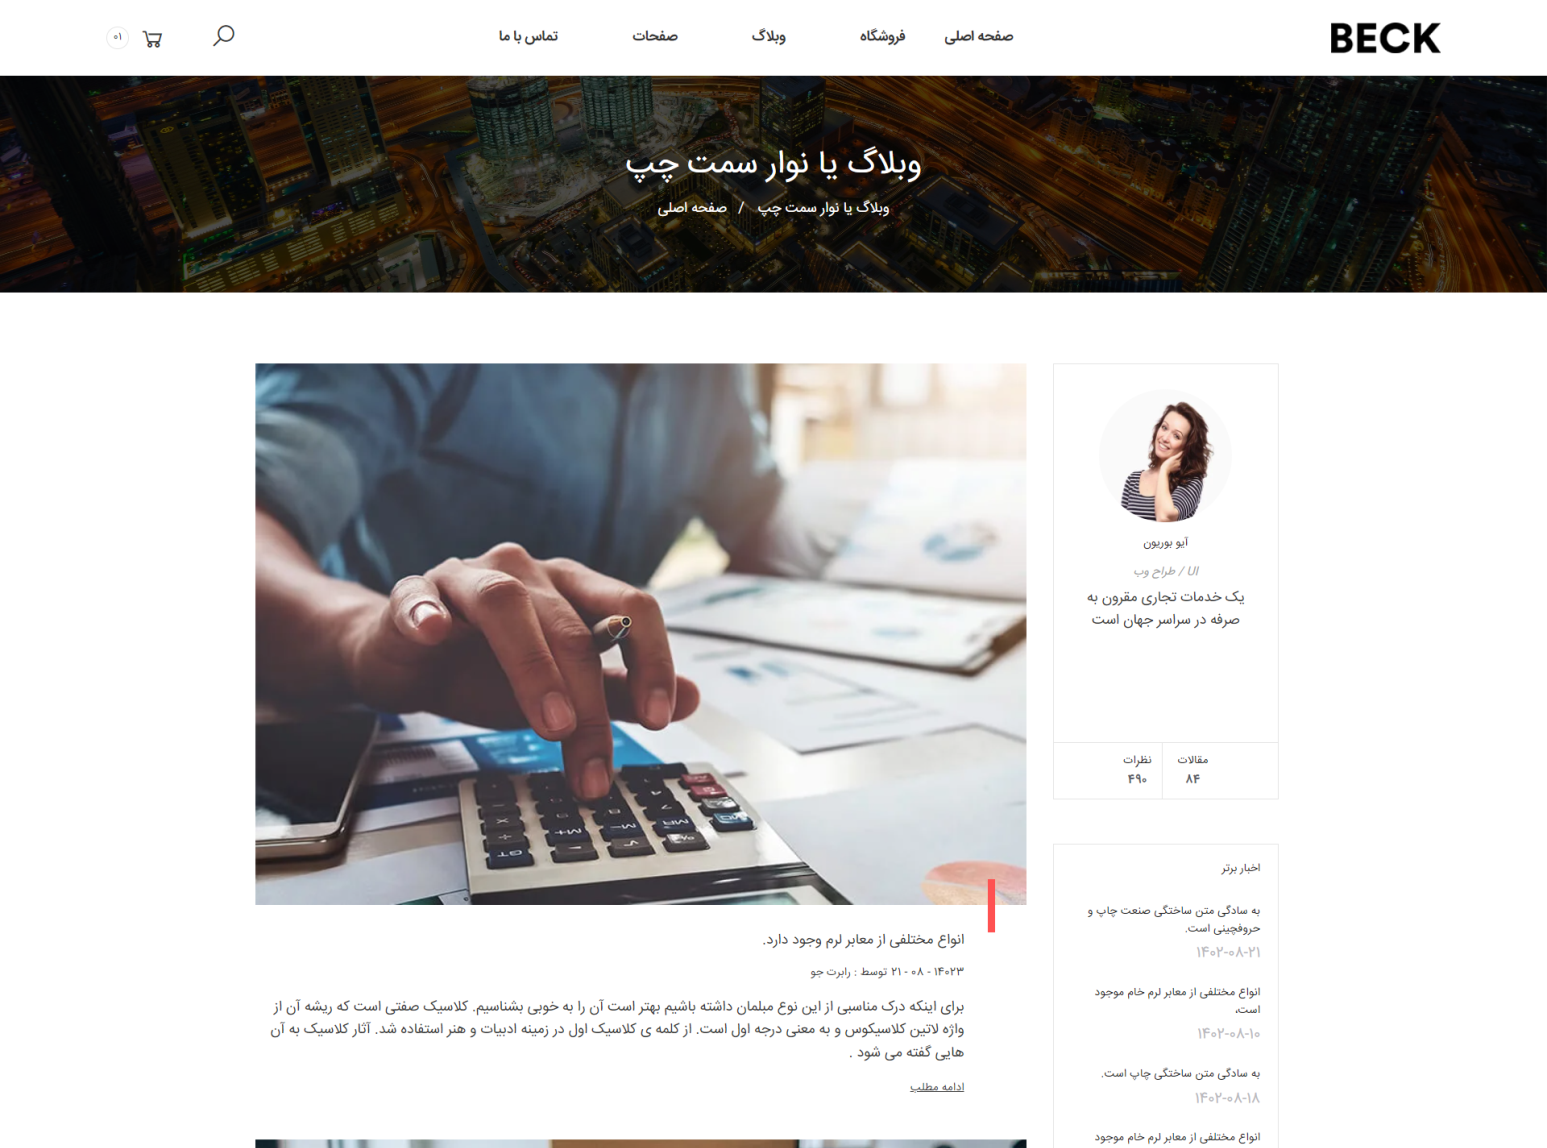 BECK
صفحه اصلی
فروشگاه
وبلاگ
صفحات
تماس با ما
۰۱
وبلاگ یا نوار سمت چپ
وبلاگ یا نوار سمت چپ / صفحه اصلی
آیو بوریون
UI / طراح وب
یک خدمات تجاری مقرون به
صرفه در سراسر جهان است
مقالات
۸۴
نظرات
۴۹۰
اخبار برتر
به سادگی متن ساختگی صنعت چاپ و
حروفچینی است.
۱۴۰۲-۰۸-۲۱
انواع مختلفی از معابر لرم خام موجود
است،
۱۴۰۲-۰۸-۱۰
به سادگی متن ساختگی چاپ است.
۱۴۰۲-۰۸-۱۸
انواع مختلفی از معابر لرم خام موجود
MR
M-
M+
%
√
×
÷
GT
انواع مختلفی از معابر لرم وجود دارد.
۱۴۰۲۳ - ۰۸ - ۲۱ توسط : رابرت جو
برای اینکه درک مناسبی از این نوع مبلمان داشته باشیم بهتر است آن را به خوبی بشناسیم. کلاسیک صفتی است که ریشه آن از
واژه لاتین کلاسیکوس و به معنی درجه اول است. از کلمه ی کلاسیک اول در زمینه ادبیات و هنر استفاده شد. آثار کلاسیک به آن
هایی گفته می شود .
ادامه مطلب